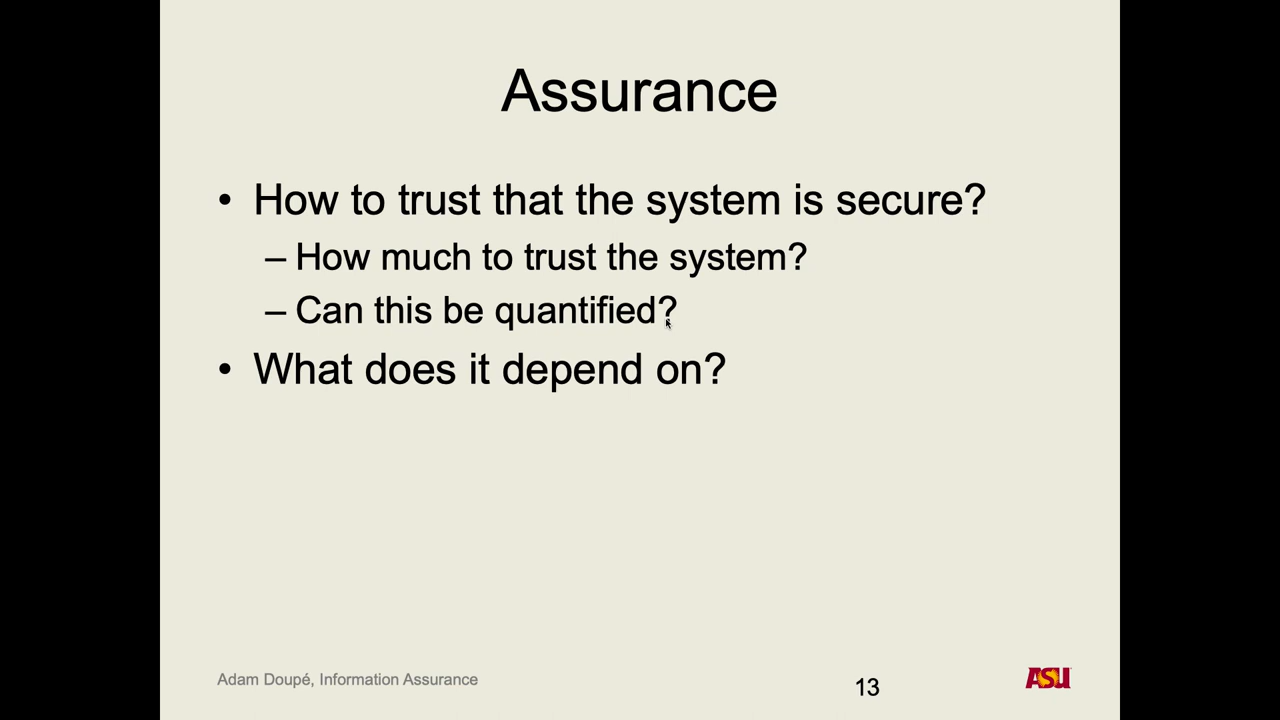 Assurance
• How to trust that the system is secure?
– How much to trust the system?
– Can this be quantified?
• What does it depend on?
Adam Doupé, Information Assurance
13
ASU